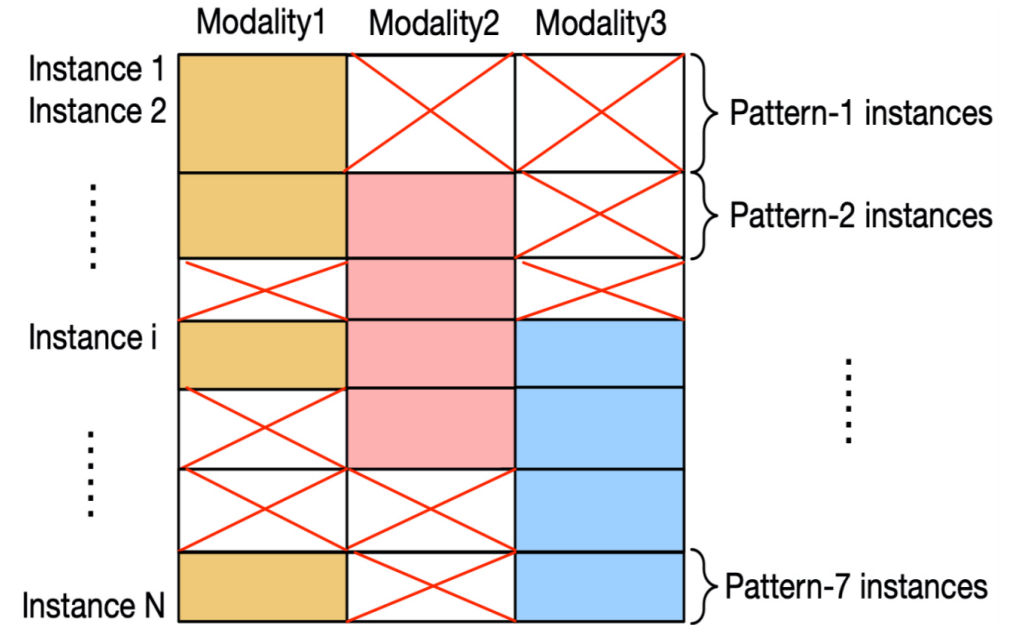 Modality1 Modality2 Modality3
Instance 1
Instance 2
Pattern-1 instances
Pattern-2 instances
Instance i
Pattern-7 instances
Instance N